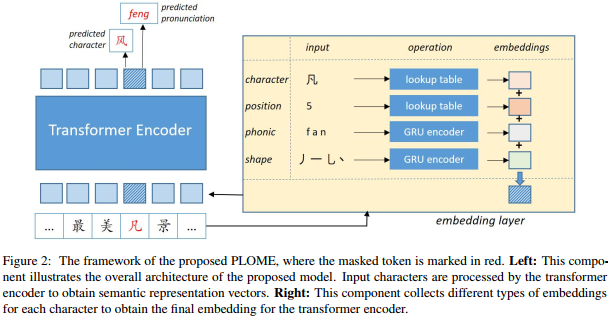 feng
predicted pronunciation
predicted character
风
Transformer Encoder
... 最 美 凡 景 ...
input operation embeddings
character 凡 lookup table
+
position 5 lookup table
+
phonic f a n GRU encoder
+
shape 丿 一 ㇟ 丶 GRU encoder
embedding layer
Figure 2: The framework of the proposed PLOME, where the masked token is marked in red. Left: This compo-
nent illustrates the overall architecture of the proposed model. Input characters are processed by the transformer
encoder to obtain semantic representation vectors. Right: This component collects different types of embeddings
for each character to obtain the final embedding for the transformer encoder.